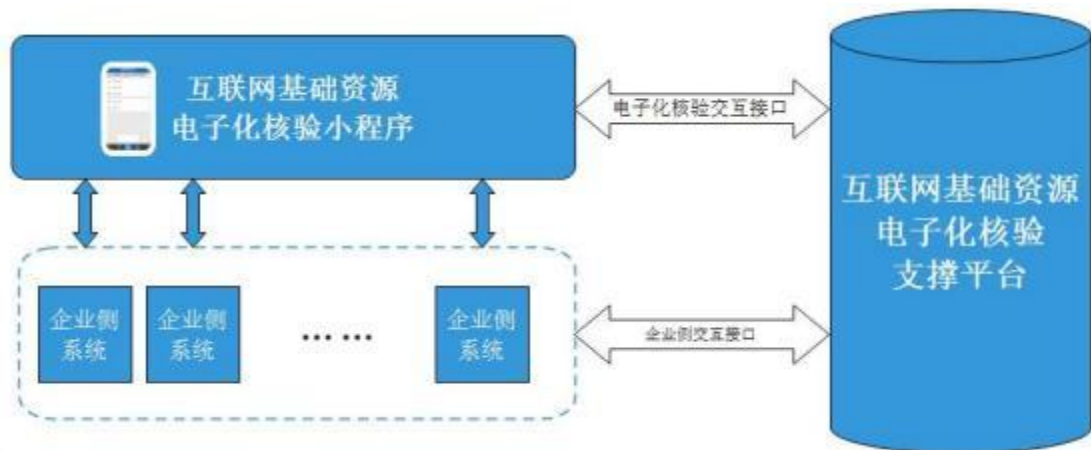 互联网基础资源
电子化核验小程序
电子化核验交互接口
互联网基础资源
电子化核验
支撑平台
企业侧
系统
企业侧
系统
……
企业侧
系统
企业侧交互接口